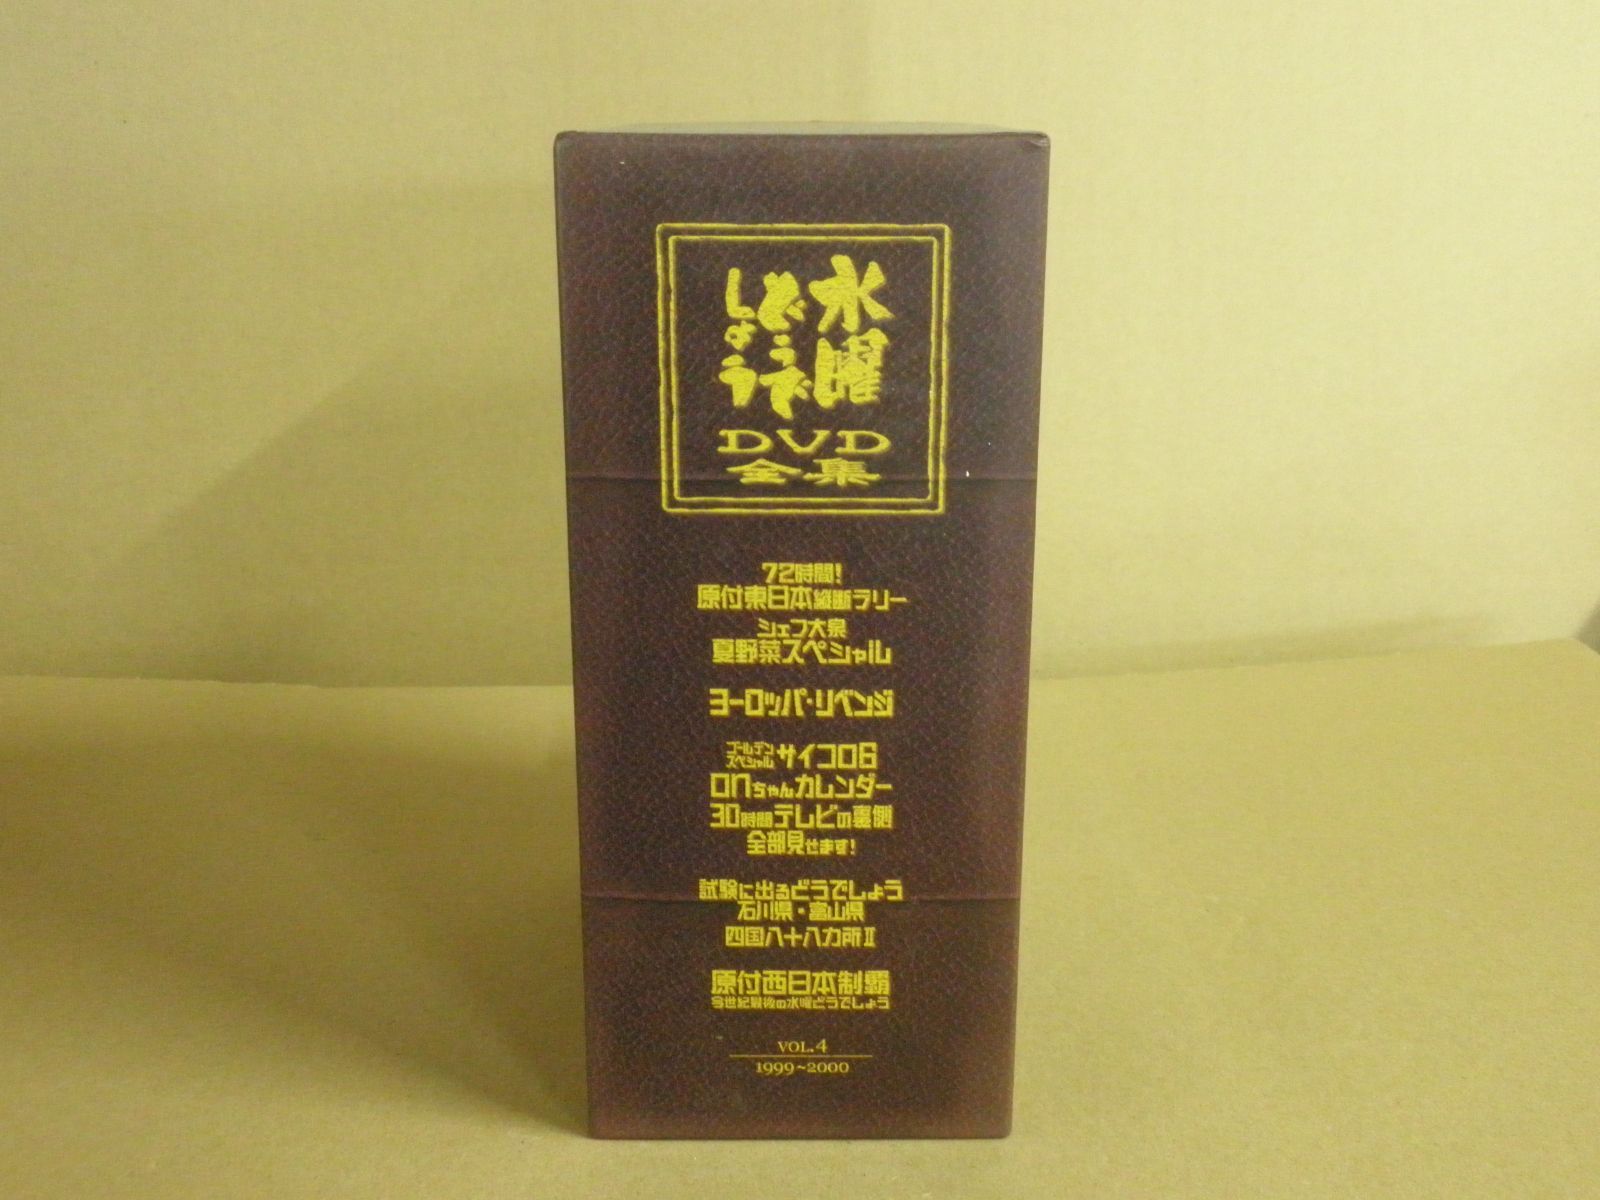 水曜
どうで
しょう
DVD
全集
72時間!
原付東日本縦断ラリー
シェフ大泉
夏野菜スペシャル
ヨーロッパ・リベンジ
ゴールデン
スペシャル サイコロ6
onちゃんカレンダー
30時間テレビの裏側
全部見せます!
試験に出るどうでしょう
石川県・富山県
四国八十八カ所II
原付西日本制覇
今世紀最後の水曜どうでしょう
VOL.4
1999~2000